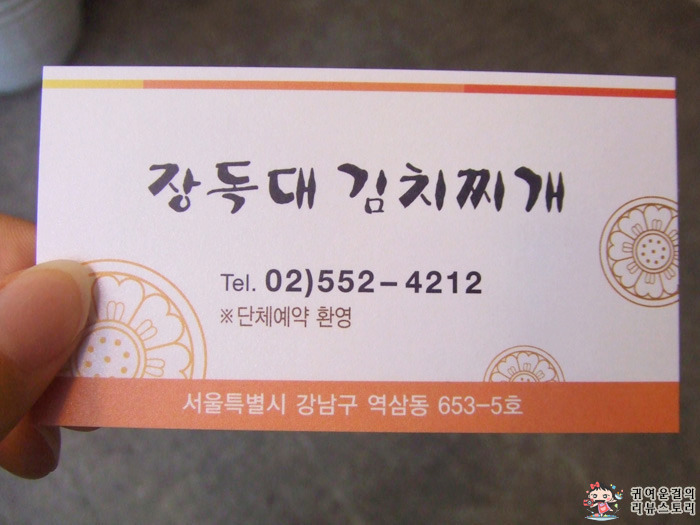 장독대 김치찌개
Tel. 02)552-4212
※단체예약 환영
서울특별시 강남구 역삼동 653-5호
귀여운걸의
리뷰스토리